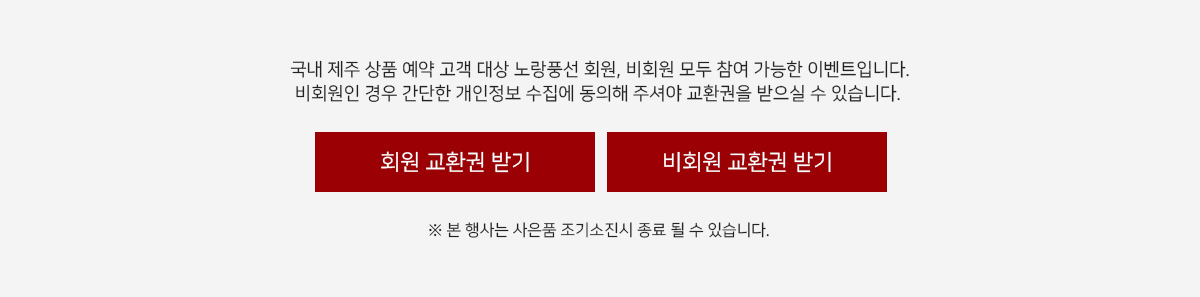 국내 제주 상품 예약 고객 대상 노랑풍선 회원, 비회원 모두 참여 가능한 이벤트입니다.
비회원인 경우 간단한 개인정보 수집에 동의해 주셔야 교환권을 받으실 수 있습니다.
회원 교환권 받기
비회원 교환권 받기
※ 본 행사는 사은품 조기소진시 종료 될 수 있습니다.